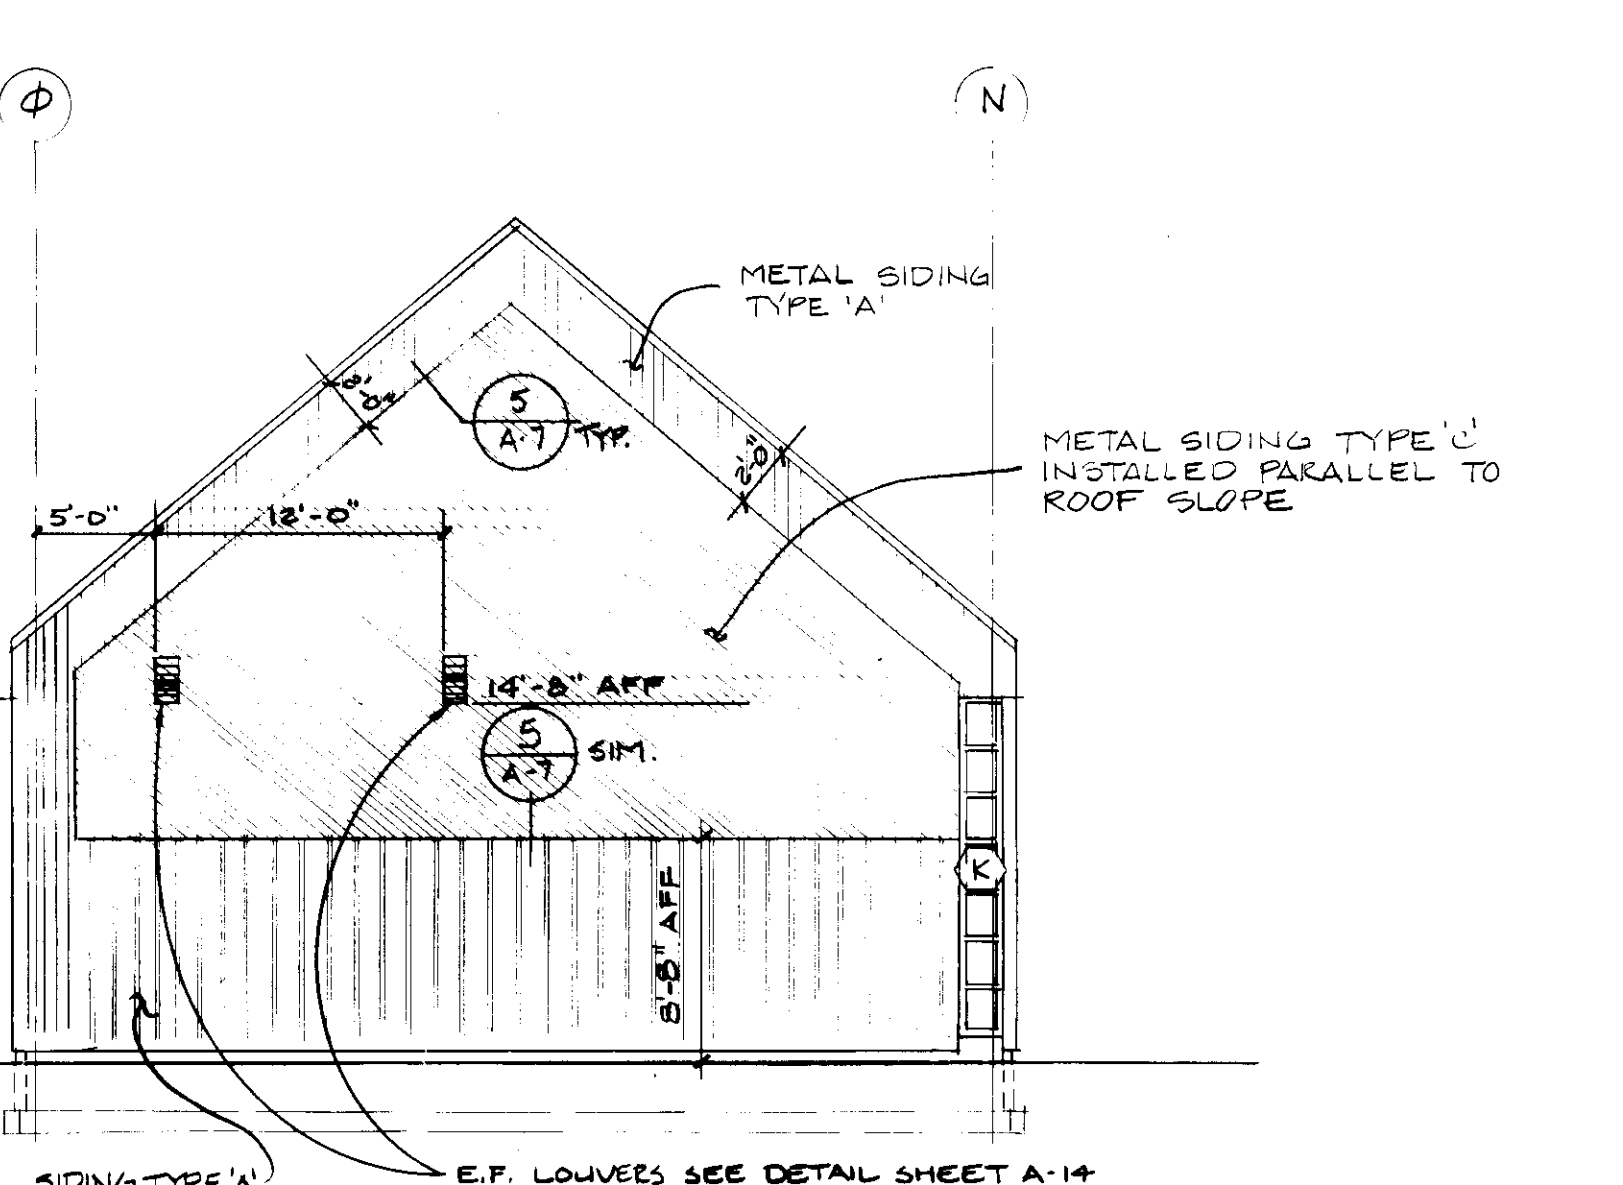 Φ
N
METAL SIDING
TYPE 'A'
5
A-7
TYP.
2'-0"
METAL SIDING TYPE 'C'
INSTALLED PARALLEL TO
ROOF SLOPE
5'-0"
12'-0"
14'-8" AFF
5
A-7
SIM.
K
8'-8" AFF
SIDING TYPE 'A'
E.F. LOUVERS SEE DETAIL SHEET A-14